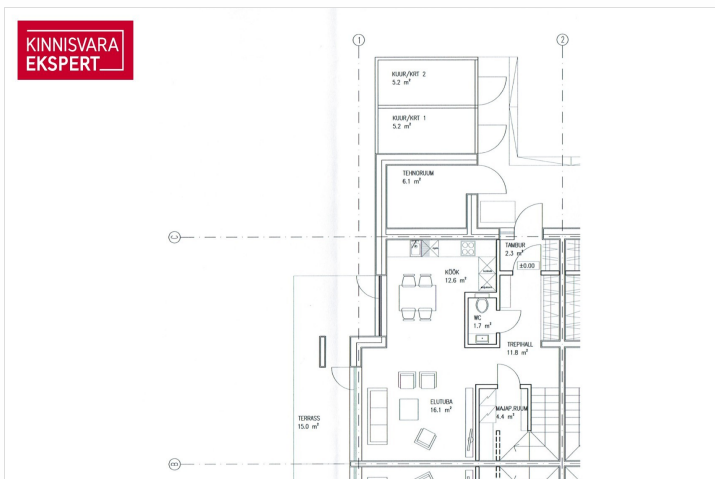 KINNISVARA
EKSPERT
1
2
KUUR/KRT 2
5.2 m²
KUUR/KRT 1
5.2 m²
TEHNORUUM
6.1 m²
C
TAMBUR
2.3 m²
±0.00
KÖÖK
12.6 m²
WC
1.7 m²
TREPIHALL
11.8 m²
ELUTUBA
16.1 m²
MAJAP.RUUM
4.4 m²
TERRASS
15.0 m²
B